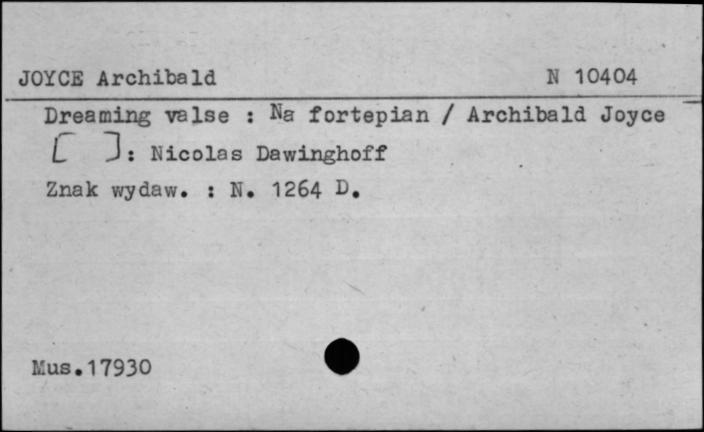 JOYCE Archibald N 10404
Dreaming valse : Na fortepian / Archibald Joyce
[ ]: Nicolas Dawinghoff
Znak wydaw. : N. 1264 D.
Mus.17930